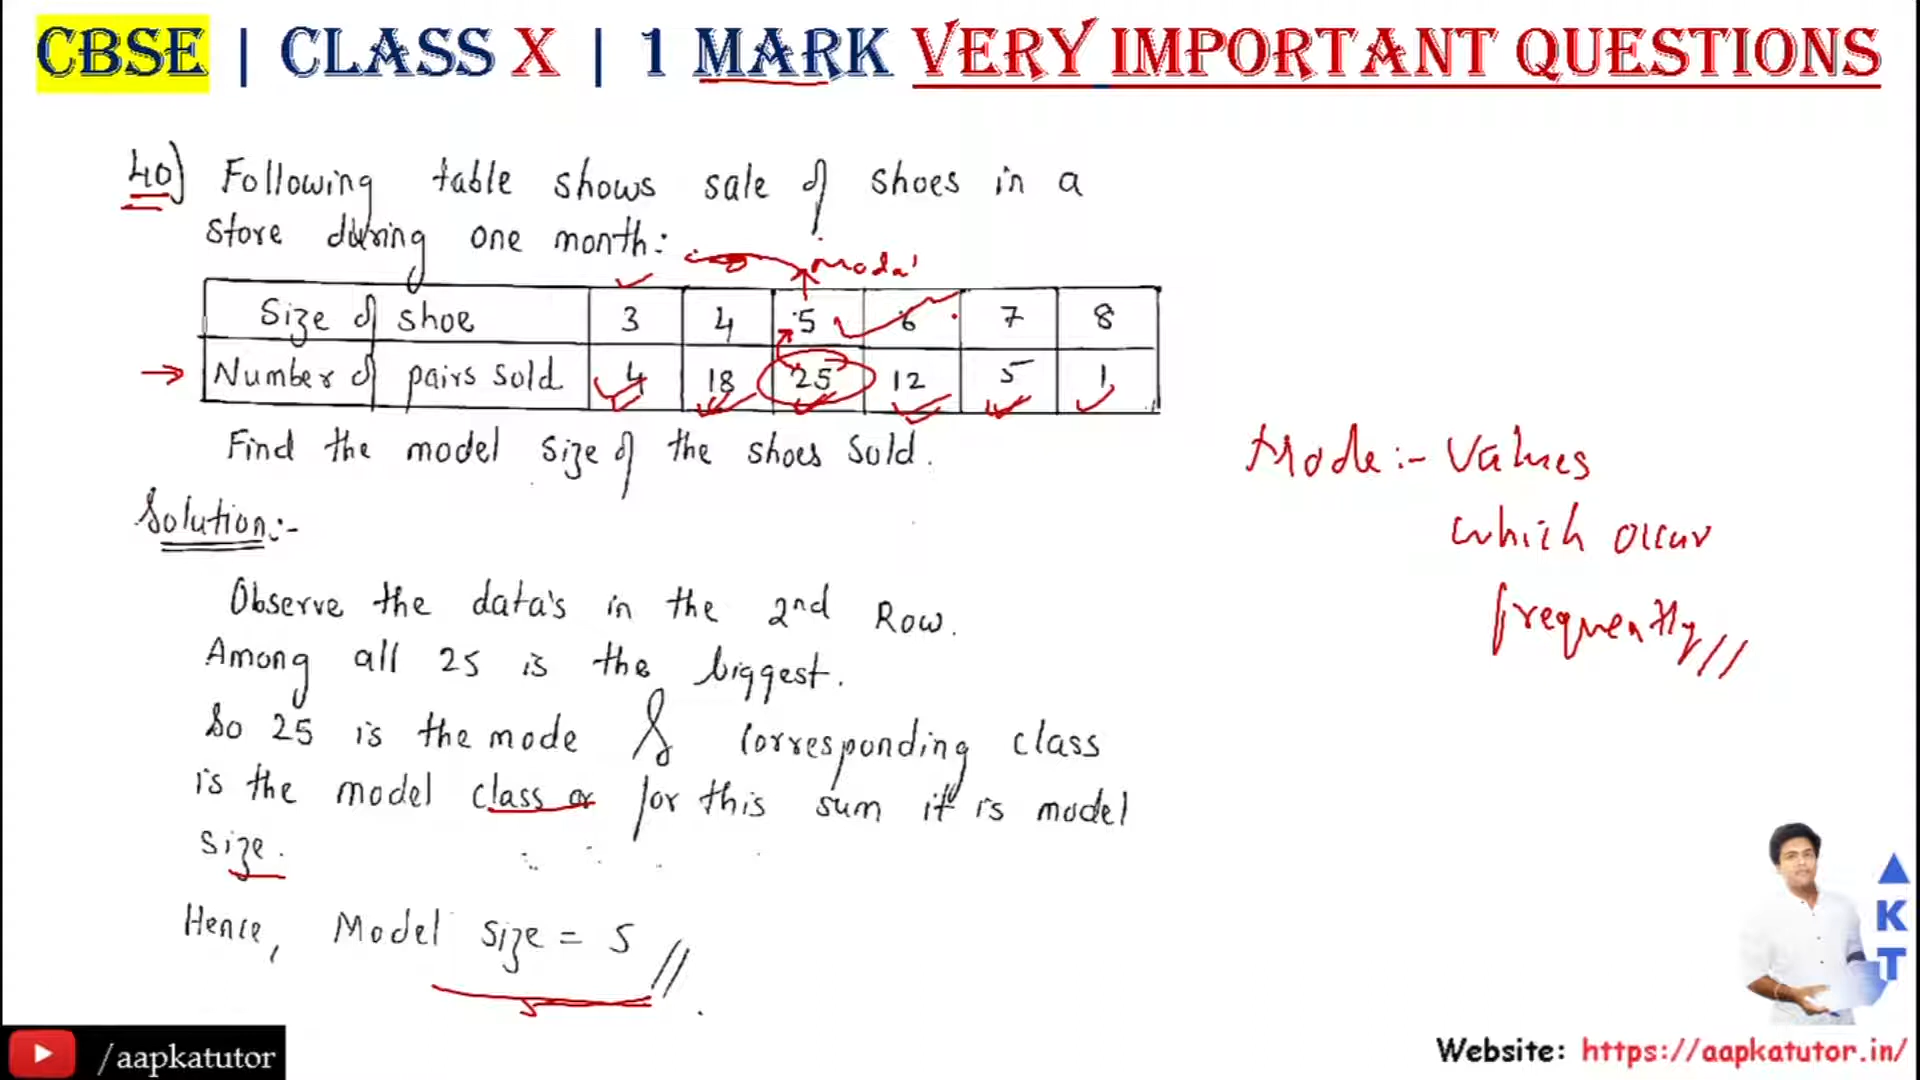 CBSE | CLASS X | 1 MARK VERY IMPORTANT QUESTIONS
40) Following table shows sale of shoes in a
store during one month:
modal
Size of shoe 3 4 5 6 7 8
Number of pairs sold 4 18 25 12 5 1
Find the model size of the shoes sold.
Mode:- Values
which occur
frequently //
Solution:-
Observe the data's in the 2nd Row.
Among all 25 is the biggest.
So 25 is the mode & corresponding class
is the model class or for this sum it is model
size.
Hence, Model size = 5 //
AKT
/aapkatutor
Website: https://aapkatutor.in/